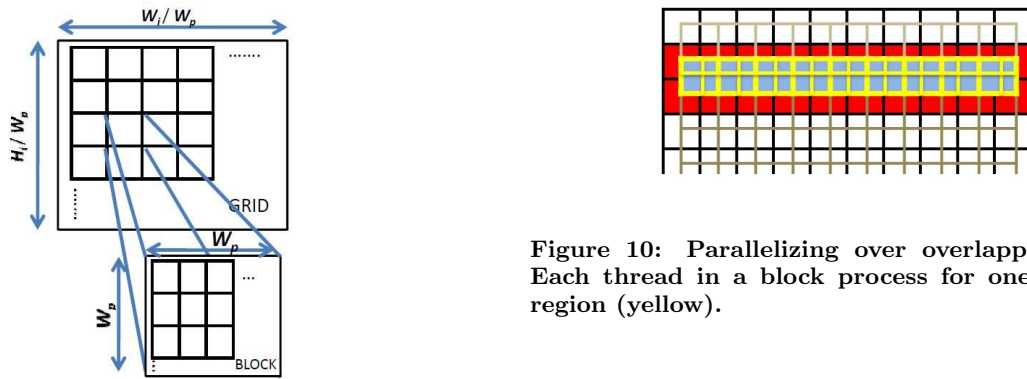 W_i / W_p
.......
H_i / W_p
GRID
W_p
...
W_p
BLOCK
Figure 10: Parallelizing over overlapp
Each thread in a block process for one
region (yellow).